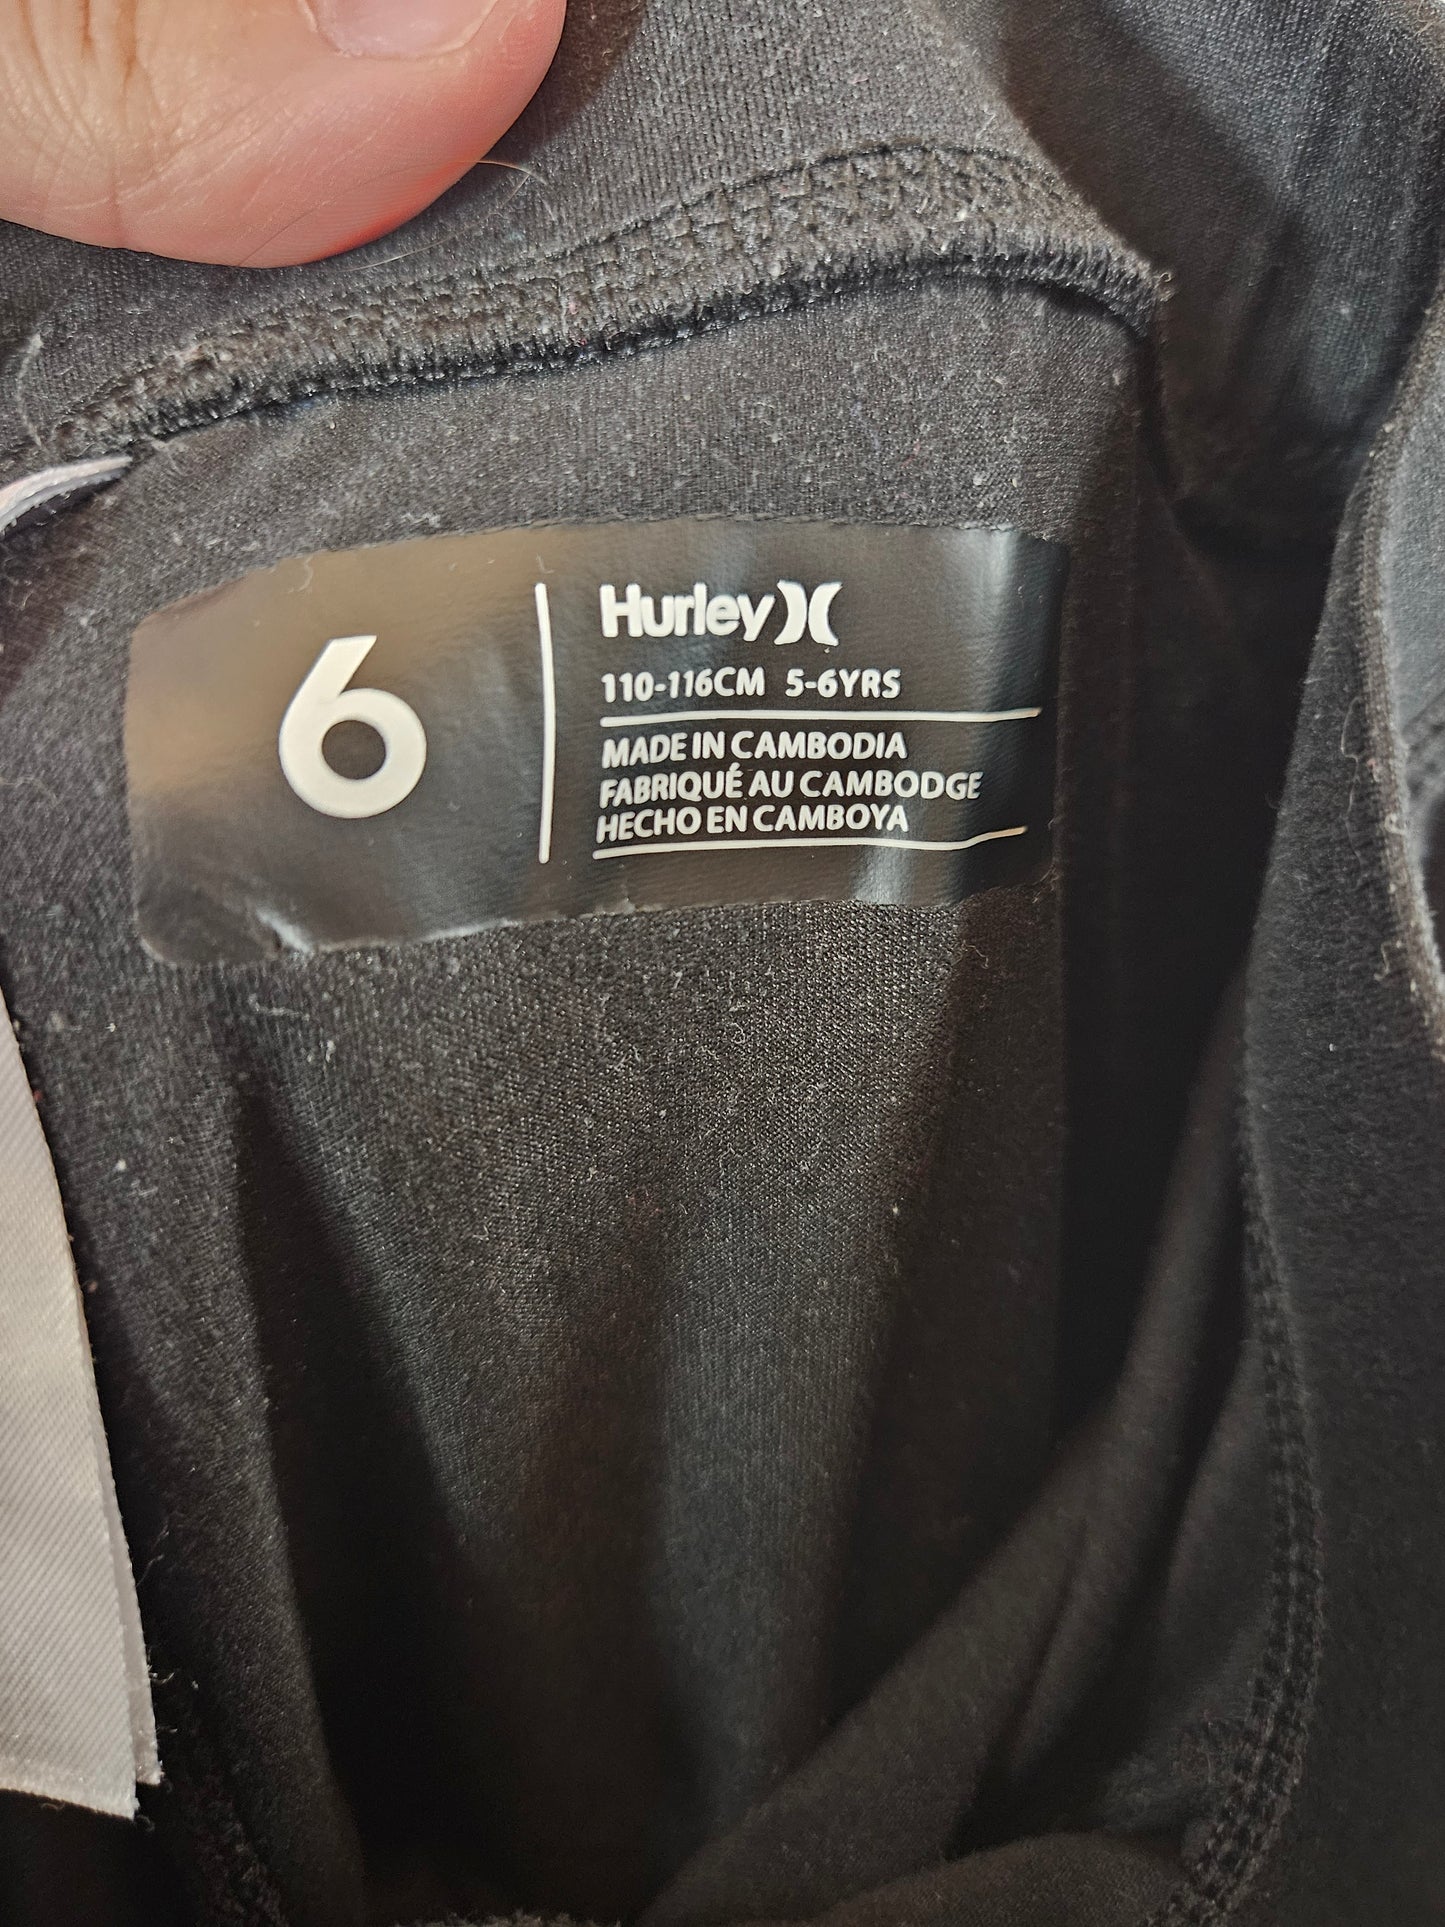 6
Hurley
110-116CM 5-6YRS
MADE IN CAMBODIA
FABRIQUÉ AU CAMBODGE
HECHO EN CAMBOYA